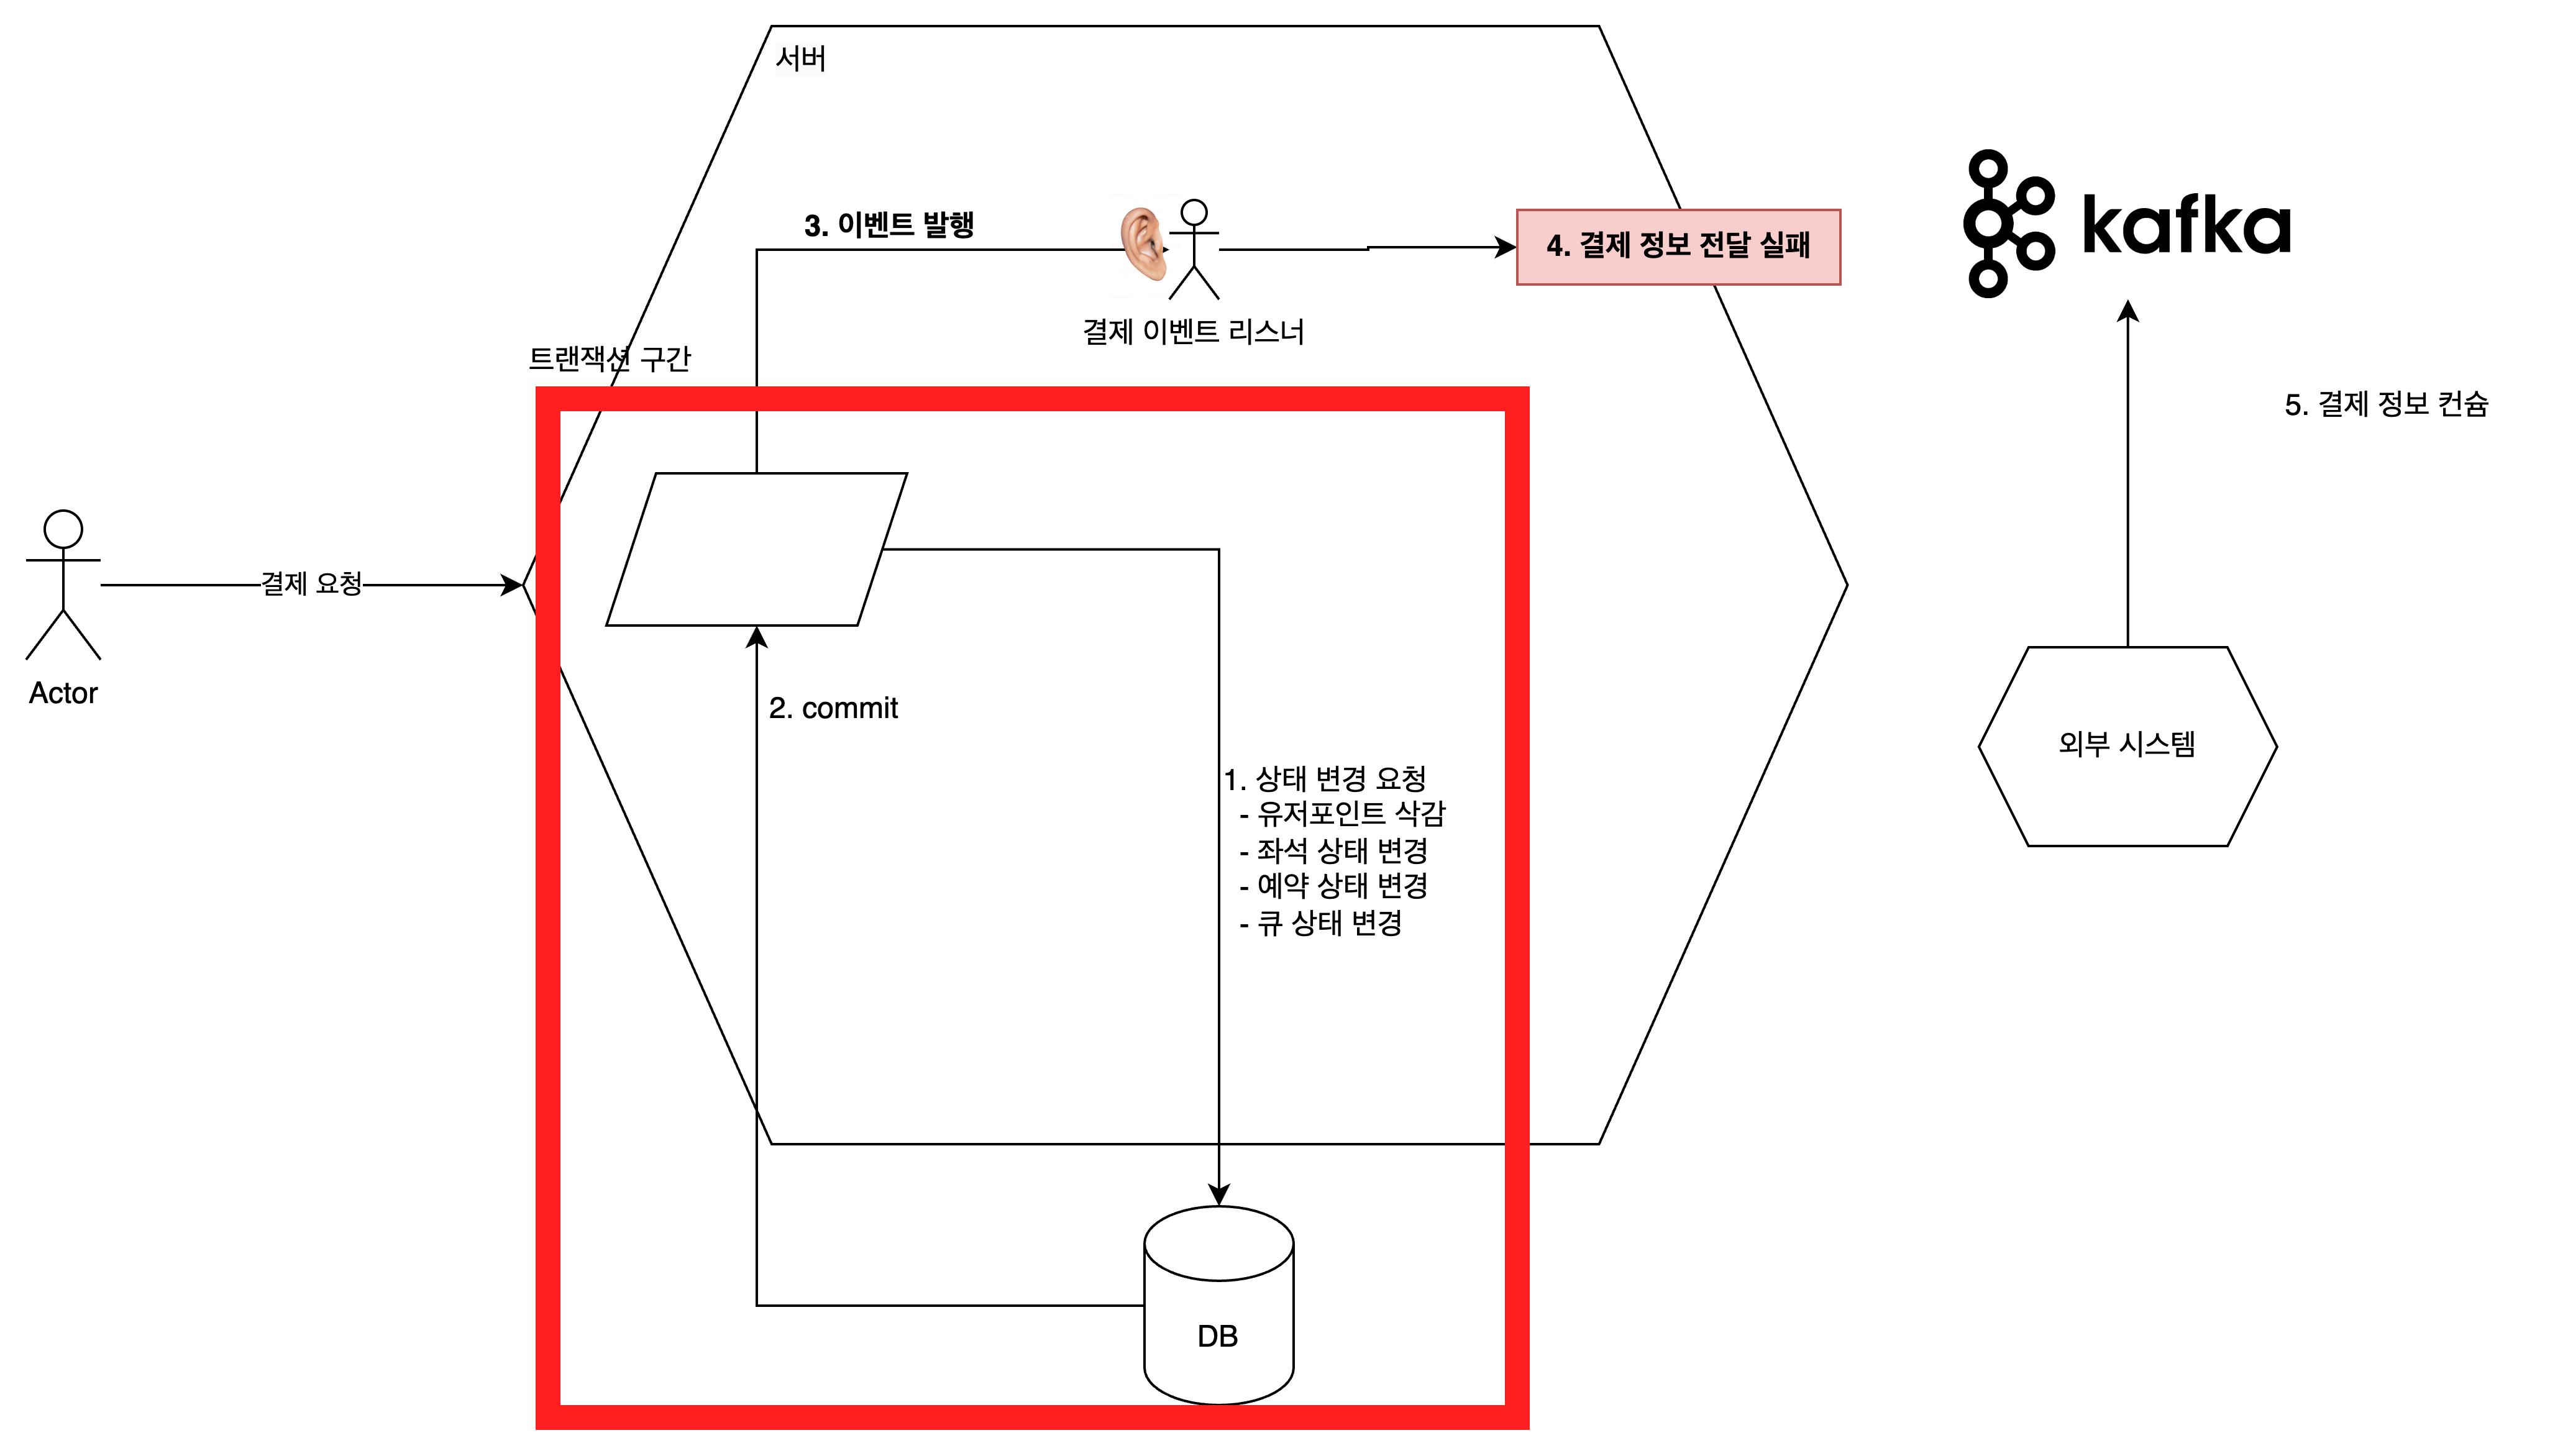 서버
3. 이벤트 발행
4. 결제 정보 전달 실패
kafka
결제 이벤트 리스너
트랜잭션 구간
5. 결제 정보 컨슘
결제 요청
Actor
2. commit
1. 상태 변경 요청
- 유저포인트 삭감
- 좌석 상태 변경
- 예약 상태 변경
- 큐 상태 변경
외부 시스템
DB